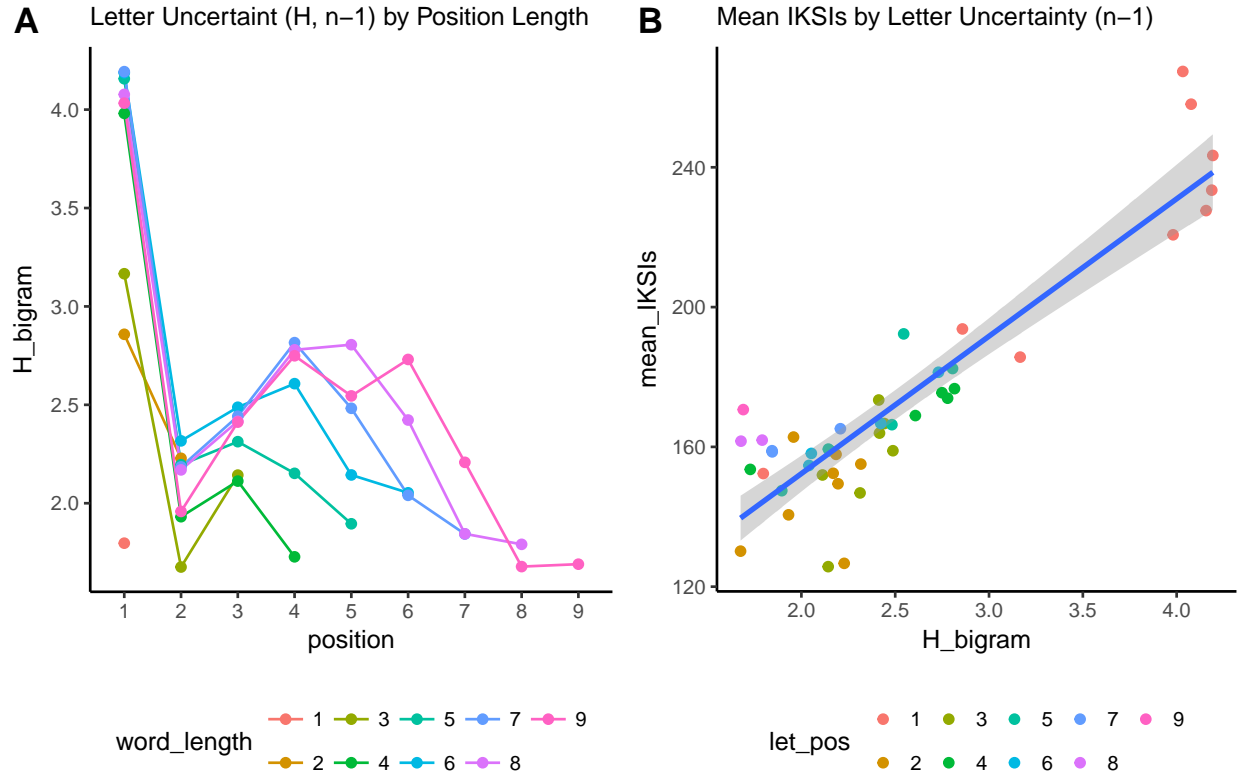 A
Letter Uncertaint (H, n−1) by Position Length
H_bigram
4.0
3.5
3.0
2.5
2.0
1 2 3 4 5 6 7 8 9
position
word_length
1 3 5 7 9
2 4 6 8
B
Mean IKSIs by Letter Uncertainty (n−1)
mean_IKSIs
240
200
160
120
2.0 2.5 3.0 3.5 4.0
H_bigram
let_pos
1 3 5 7 9
2 4 6 8